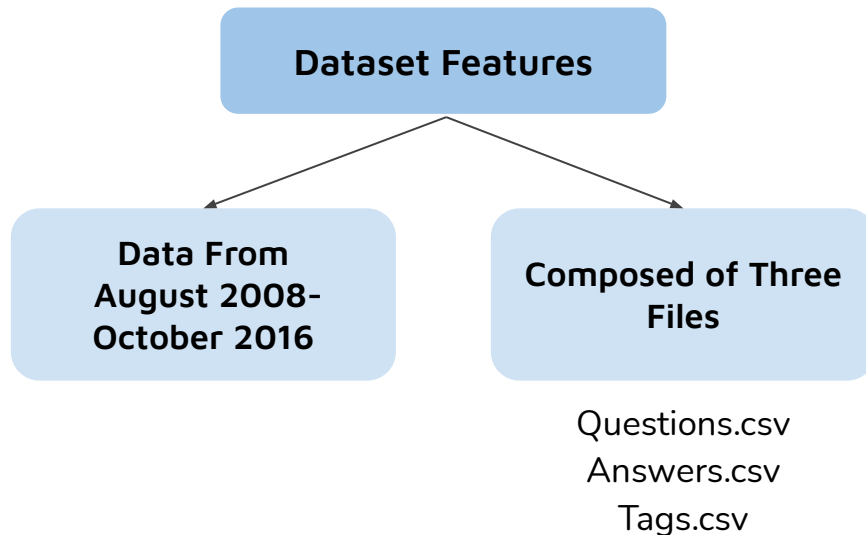 Dataset Features
Data From
August 2008-
October 2016
Composed of Three
Files
Questions.csv
Answers.csv
Tags.csv